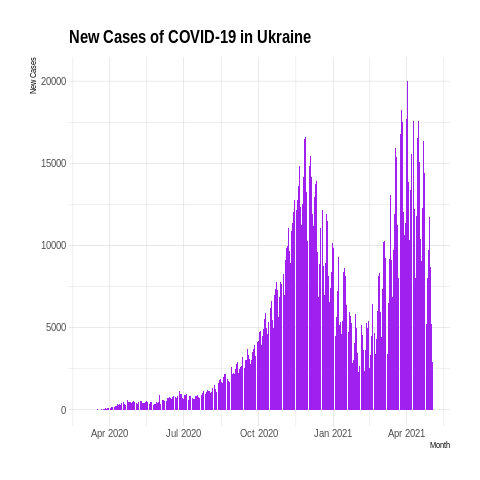 New Cases of COVID-19 in Ukraine
New Cases
20000
15000
10000
5000
0
Apr 2020 Jul 2020 Oct 2020 Jan 2021 Apr 2021
Month